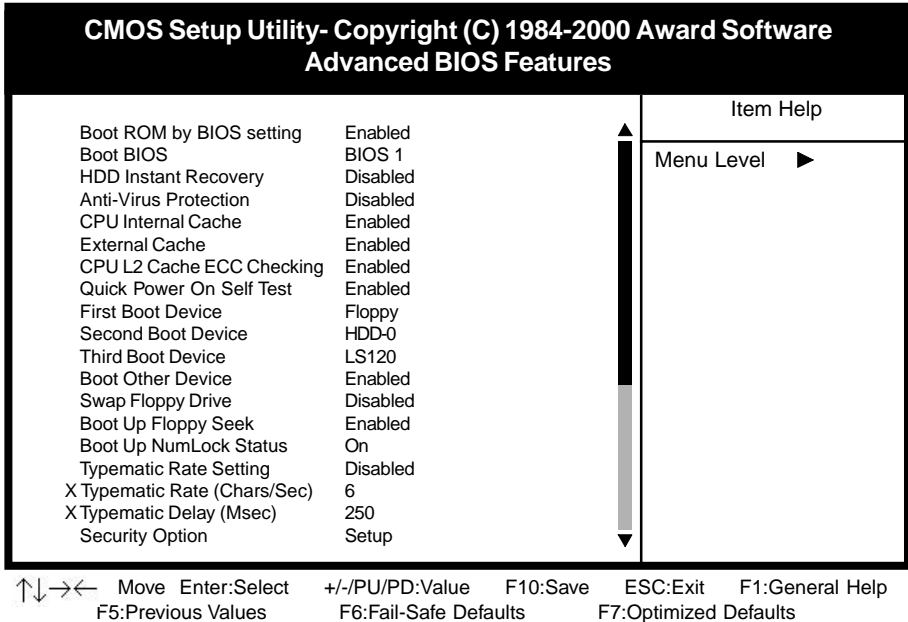 CMOS Setup Utility- Copyright (C) 1984-2000 Award Software
Advanced BIOS Features
Item Help
Menu Level ▶
Boot ROM by BIOS setting Enabled
Boot BIOS BIOS 1
HDD Instant Recovery Disabled
Anti-Virus Protection Disabled
CPU Internal Cache Enabled
External Cache Enabled
CPU L2 Cache ECC Checking Enabled
Quick Power On Self Test Enabled
First Boot Device Floppy
Second Boot Device HDD-0
Third Boot Device LS120
Boot Other Device Enabled
Swap Floppy Drive Disabled
Boot Up Floppy Seek Enabled
Boot Up NumLock Status On
Typematic Rate Setting Disabled
X Typematic Rate (Chars/Sec) 6
X Typematic Delay (Msec) 250
Security Option Setup
↑↓→← Move Enter:Select +/-/PU/PD:Value F10:Save ESC:Exit F1:General Help
F5:Previous Values F6:Fail-Safe Defaults F7:Optimized Defaults